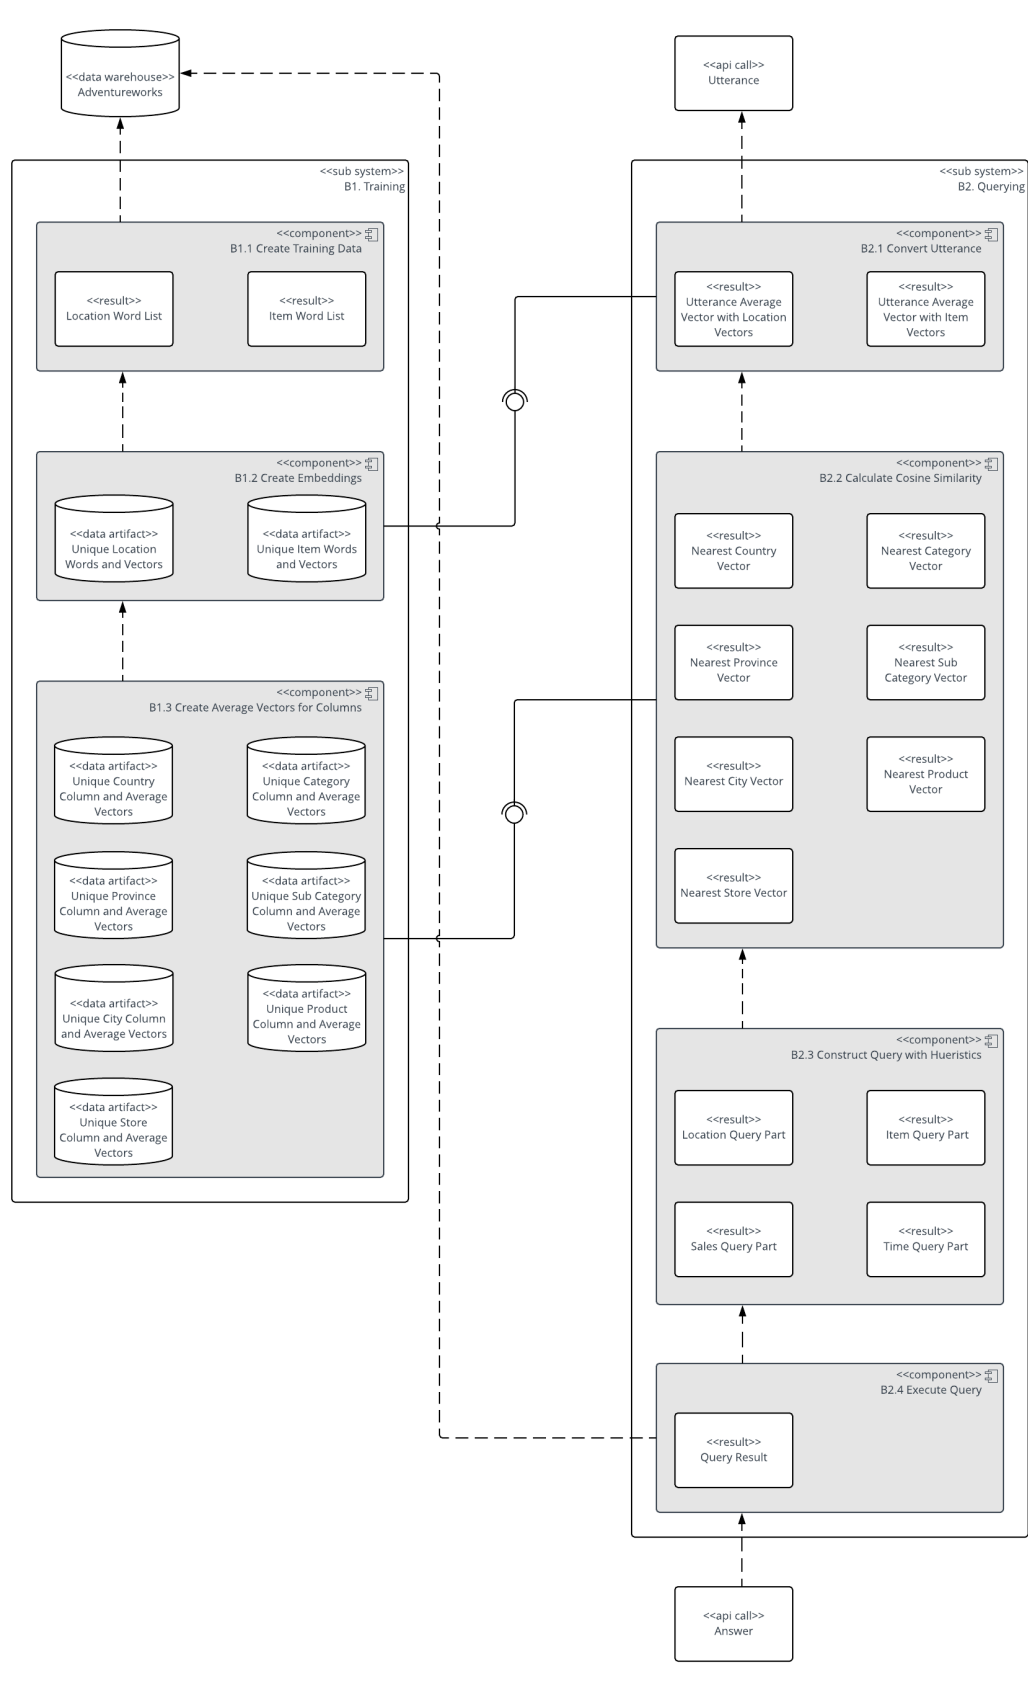 <<data warehouse>>
Adventureworks
<<api call>>
Utterance
<<sub system>>
B1. Training
<<component>>
B1.1 Create Training Data
<<result>>
Location Word List
<<result>>
Item Word List
<<component>>
B1.2 Create Embeddings
<<data artifact>>
Unique Location
Words and Vectors
<<data artifact>>
Unique Item Words
and Vectors
<<component>>
B1.3 Create Average Vectors for Columns
<<data artifact>>
Unique Country
Column and Average
Vectors
<<data artifact>>
Unique Category
Column and Average
Vectors
<<data artifact>>
Unique Province
Column and Average
Vectors
<<data artifact>>
Unique Sub Category
Column and Average
Vectors
<<data artifact>>
Unique City Column
and Average Vectors
<<data artifact>>
Unique Product
Column and Average
Vectors
<<data artifact>>
Unique Store
Column and Average
Vectors
<<sub system>>
B2. Querying
<<component>>
B2.1 Convert Utterance
<<result>>
Utterance Average
Vector with Location
Vectors
<<result>>
Utterance Average
Vector with Item
Vectors
<<component>>
B2.2 Calculate Cosine Similarity
<<result>>
Nearest Country
Vector
<<result>>
Nearest Category
Vector
<<result>>
Nearest Province
Vector
<<result>>
Nearest Sub
Category Vector
<<result>>
Nearest City Vector
<<result>>
Nearest Product
Vector
<<result>>
Nearest Store Vector
<<component>>
B2.3 Construct Query with Hueristics
<<result>>
Location Query Part
<<result>>
Item Query Part
<<result>>
Sales Query Part
<<result>>
Time Query Part
<<component>>
B2.4 Execute Query
<<result>>
Query Result
<<api call>>
Answer